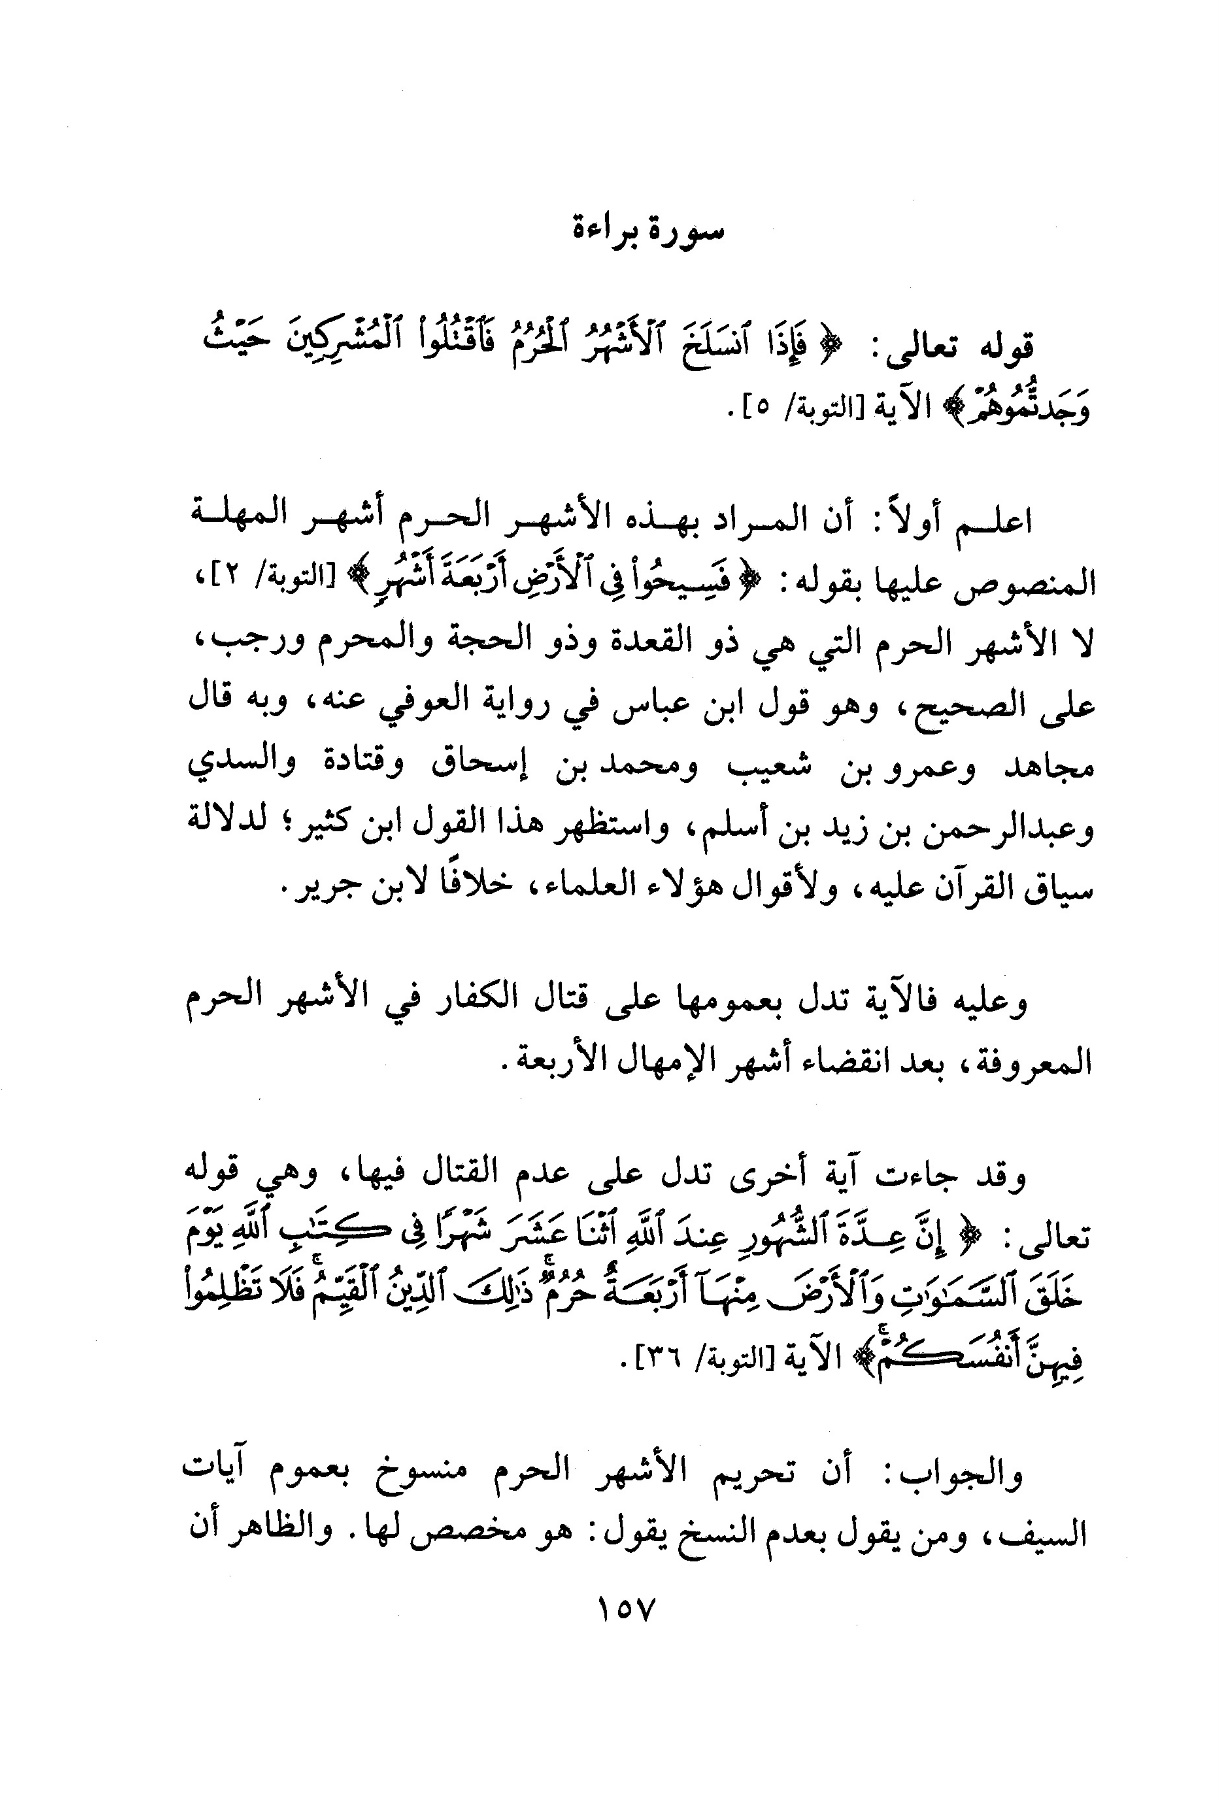 سورة براءة
قوله تعالى: ﴿ فَإِذَا ٱنسَلَخَ ٱلْأَشْهُرُ ٱلْحُرُمُ فَٱقْتُلُوا۟ ٱلْمُشْرِكِينَ حَيْثُ
وَجَدتُّمُوهُمْ﴾ الآية [التوبة/ ٥].
اعلم أولاً: أن المراد بهذه الأشهر الحرم أشهر المهلة
المنصوص عليها بقوله: ﴿ فَسِيحُوا۟ فِى ٱلْأَرْضِ أَرْبَعَةَ أَشْهُرٍ﴾ [التوبة/ ٢]،
لا الأشهر الحرم التي هي ذو القعدة وذو الحجة والمحرم ورجب،
على الصحيح، وهو قول ابن عباس في رواية العوفي عنه، وبه قال
مجاهد وعمرو بن شعيب ومحمد بن إسحاق وقتادة والسدي
وعبدالرحمن بن زيد بن أسلم، واستظهر هذا القول ابن كثير؛ لدلالة
سياق القرآن عليه، ولأقوال هؤلاء العلماء، خلافًا لابن جرير.
وعليه فالآية تدل بعمومها على قتال الكفار في الأشهر الحرم
المعروفة، بعد انقضاء أشهر الإمهال الأربعة.
وقد جاءت آية أخرى تدل على عدم القتال فيها، وهي قوله
تعالى: ﴿ إِنَّ عِدَّةَ ٱلشُّهُورِ عِندَ ٱللَّهِ ٱثْنَا عَشَرَ شَهْرًا فِى كِتَٰبِ ٱللَّهِ يَوْمَ
خَلَقَ ٱلسَّمَٰوَٰتِ وَٱلْأَرْضَ مِنْهَآ أَرْبَعَةٌ حُرُمٌ ۚ ذَٰلِكَ ٱلدِّينُ ٱلْقَيِّمُ ۚ فَلَا تَظْلِمُوا۟
فِيهِنَّ أَنفُسَكُمْ ۚ﴾ الآية [التوبة/ ٣٦].
والجواب: أن تحريم الأشهر الحرم منسوخ بعموم آيات
السيف، ومن يقول بعدم النسخ يقول: هو مخصص لها. والظاهر أن
١٥٧